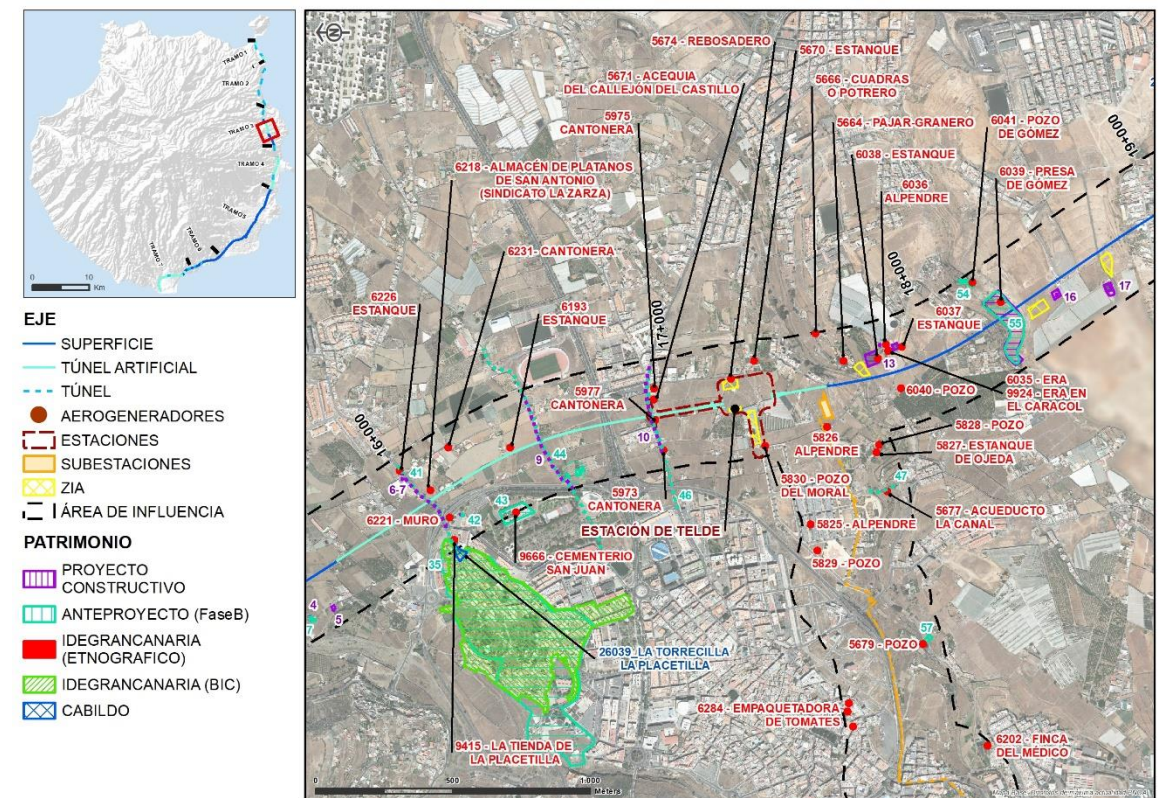 TRAMO 1
TRAMO 2
TRAMO 3
TRAMO 4
TRAMO 5
TRAMO 6
TRAMO 7
0 10
Km
EJE
SUPERFICIE
TÚNEL ARTIFICIAL
TÚNEL
AEROGENERADORES
ESTACIONES
SUBESTACIONES
ZIA
ÁREA DE INFLUENCIA
PATRIMONIO
PROYECTO
CONSTRUCTIVO
ANTEPROYECTO (FaseB)
IDEGRANCANARIA
(ETNOGRAFICO)
IDEGRANCANARIA (BIC)
CABILDO
N
5674 - REBOSADERO
5670 - ESTANQUE
5671 - ACEQUIA
DEL CALLEJÓN DEL CASTILLO
5666 - CUADRAS
O POTRERO
5975
CANTONERA
5664 - PAJAR-GRANERO
6041 - POZO
DE GÓMEZ
6218 - ALMACÉN DE PLATANOS
DE SAN ANTONIO
(SINDICATO LA ZARZA)
6038 - ESTANQUE
6039 - PRESA
DE GÓMEZ
6036
ALPENDRE
19+000
6231 - CANTONERA
18+000
6226
ESTANQUE
6193
ESTANQUE
17+000
54
16
17
6037
ESTANQUE
55
13
5977
CANTONERA
6035 - ERA
9924 - ERA EN
EL CARACOL
16+000
6040 - POZO
10
5828 - POZO
41
9
44
5826
ALPENDRE
5827 - ESTANQUE
DE OJEDA
6-7
5830 - POZO
DEL MORAL
47
43
46
5973
CANTONERA
6221 - MURO
42
ESTACIÓN DE TELDE
5825 - ALPENDRE
5677 - ACUEDUCTO
LA CANAL
35
9666 - CEMENTERIO
SAN JUAN
5829 - POZO
4
5
7
57
26039 LA TORRECILLA
LA PLACETILLA
5679 - POZO
6284 - EMPAQUETADORA
DE TOMATES
9415 - LA TIENDA DE
LA PLACETILLA
6202 - FINCA
DEL MÉDICO
0 500 1.000
Meters